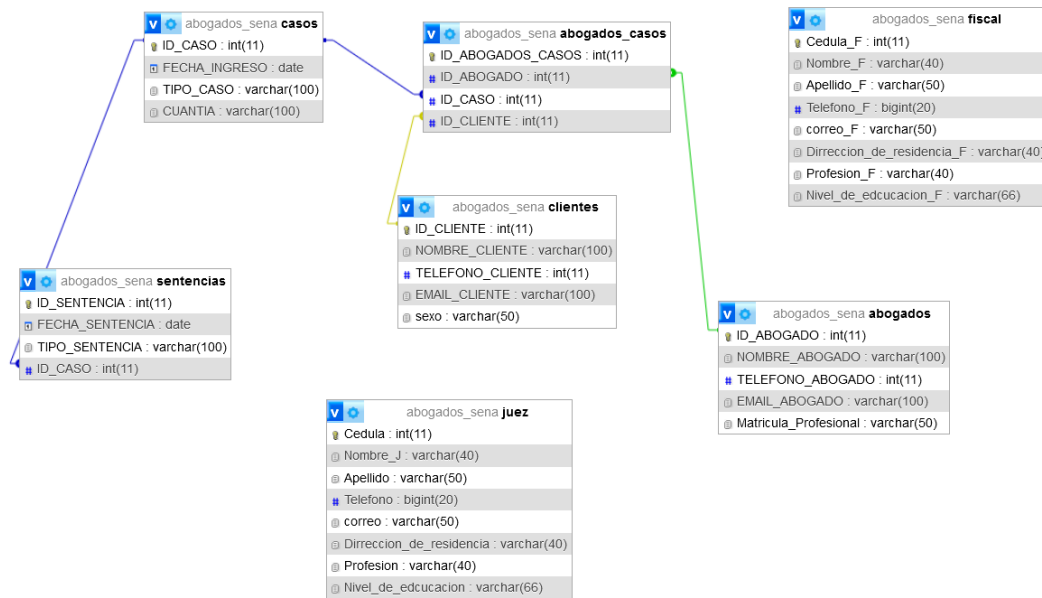 abogados_sena casos
ID_CASO : int(11)
FECHA_INGRESO : date
TIPO_CASO : varchar(100)
CUANTIA : varchar(100)
abogados_sena abogados_casos
ID_ABOGADOS_CASOS : int(11)
ID_ABOGADO : int(11)
ID_CASO : int(11)
ID_CLIENTE : int(11)
abogados_sena fiscal
Cedula_F : int(11)
Nombre_F : varchar(40)
Apellido_F : varchar(50)
Telefono_F : bigint(20)
correo_F : varchar(50)
Dirreccion_de_residencia_F : varchar(40)
Profesion_F : varchar(40)
Nivel_de_edcucacion_F : varchar(66)
abogados_sena clientes
ID_CLIENTE : int(11)
NOMBRE_CLIENTE : varchar(100)
TELEFONO_CLIENTE : int(11)
EMAIL_CLIENTE : varchar(100)
sexo : varchar(50)
abogados_sena sentencias
ID_SENTENCIA : int(11)
FECHA_SENTENCIA : date
TIPO_SENTENCIA : varchar(100)
ID_CASO : int(11)
abogados_sena abogados
ID_ABOGADO : int(11)
NOMBRE_ABOGADO : varchar(100)
TELEFONO_ABOGADO : int(11)
EMAIL_ABOGADO : varchar(100)
Matricula_Profesional : varchar(50)
abogados_sena juez
Cedula : int(11)
Nombre_J : varchar(40)
Apellido : varchar(50)
Telefono : bigint(20)
correo : varchar(50)
Dirreccion_de_residencia : varchar(40)
Profesion : varchar(40)
Nivel_de_edcucacion : varchar(66)